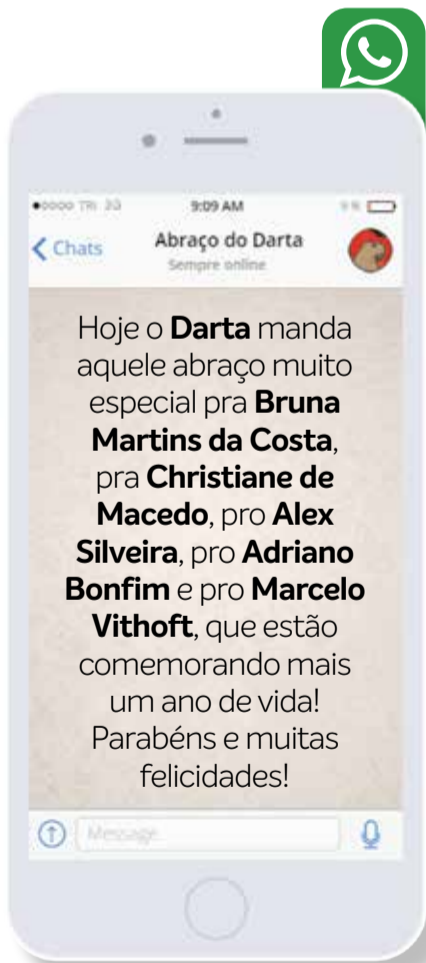 9:09 AM
Chats
Abraço do Darta
Sempre online
Hoje o Darta manda
aquele abraço muito
especial pra Bruna
Martins da Costa,
pra Christiane de
Macedo, pro Alex
Silveira, pro Adriano
Bonfim e pro Marcelo
Vithoft, que estão
comemorando mais
um ano de vida!
Parabéns e muitas
felicidades!
Message